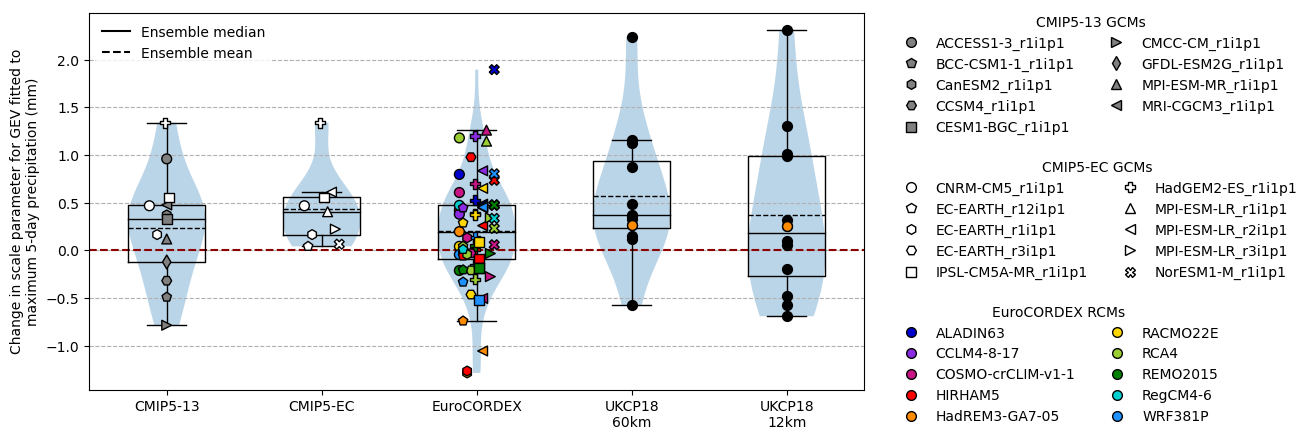 Change in scale parameter for GEV fitted to
maximum 5-day precipitation (mm)
Ensemble median
Ensemble mean
2.0
1.5
1.0
0.5
0.0
−0.5
−1.0
CMIP5-13
CMIP5-EC
EuroCORDEX
UKCP18
60km
UKCP18
12km
CMIP5-13 GCMs
ACCESS1-3_r1i1p1
BCC-CSM1-1_r1i1p1
CanESM2_r1i1p1
CCSM4_r1i1p1
CESM1-BGC_r1i1p1
CMCC-CM_r1i1p1
GFDL-ESM2G_r1i1p1
MPI-ESM-MR_r1i1p1
MRI-CGCM3_r1i1p1
CMIP5-EC GCMs
CNRM-CM5_r1i1p1
EC-EARTH_r12i1p1
EC-EARTH_r1i1p1
EC-EARTH_r3i1p1
IPSL-CM5A-MR_r1i1p1
HadGEM2-ES_r1i1p1
MPI-ESM-LR_r1i1p1
MPI-ESM-LR_r2i1p1
MPI-ESM-LR_r3i1p1
NorESM1-M_r1i1p1
EuroCORDEX RCMs
ALADIN63
CCLM4-8-17
COSMO-crCLIM-v1-1
HIRHAM5
HadREM3-GA7-05
RACMO22E
RCA4
REMO2015
RegCM4-6
WRF381P